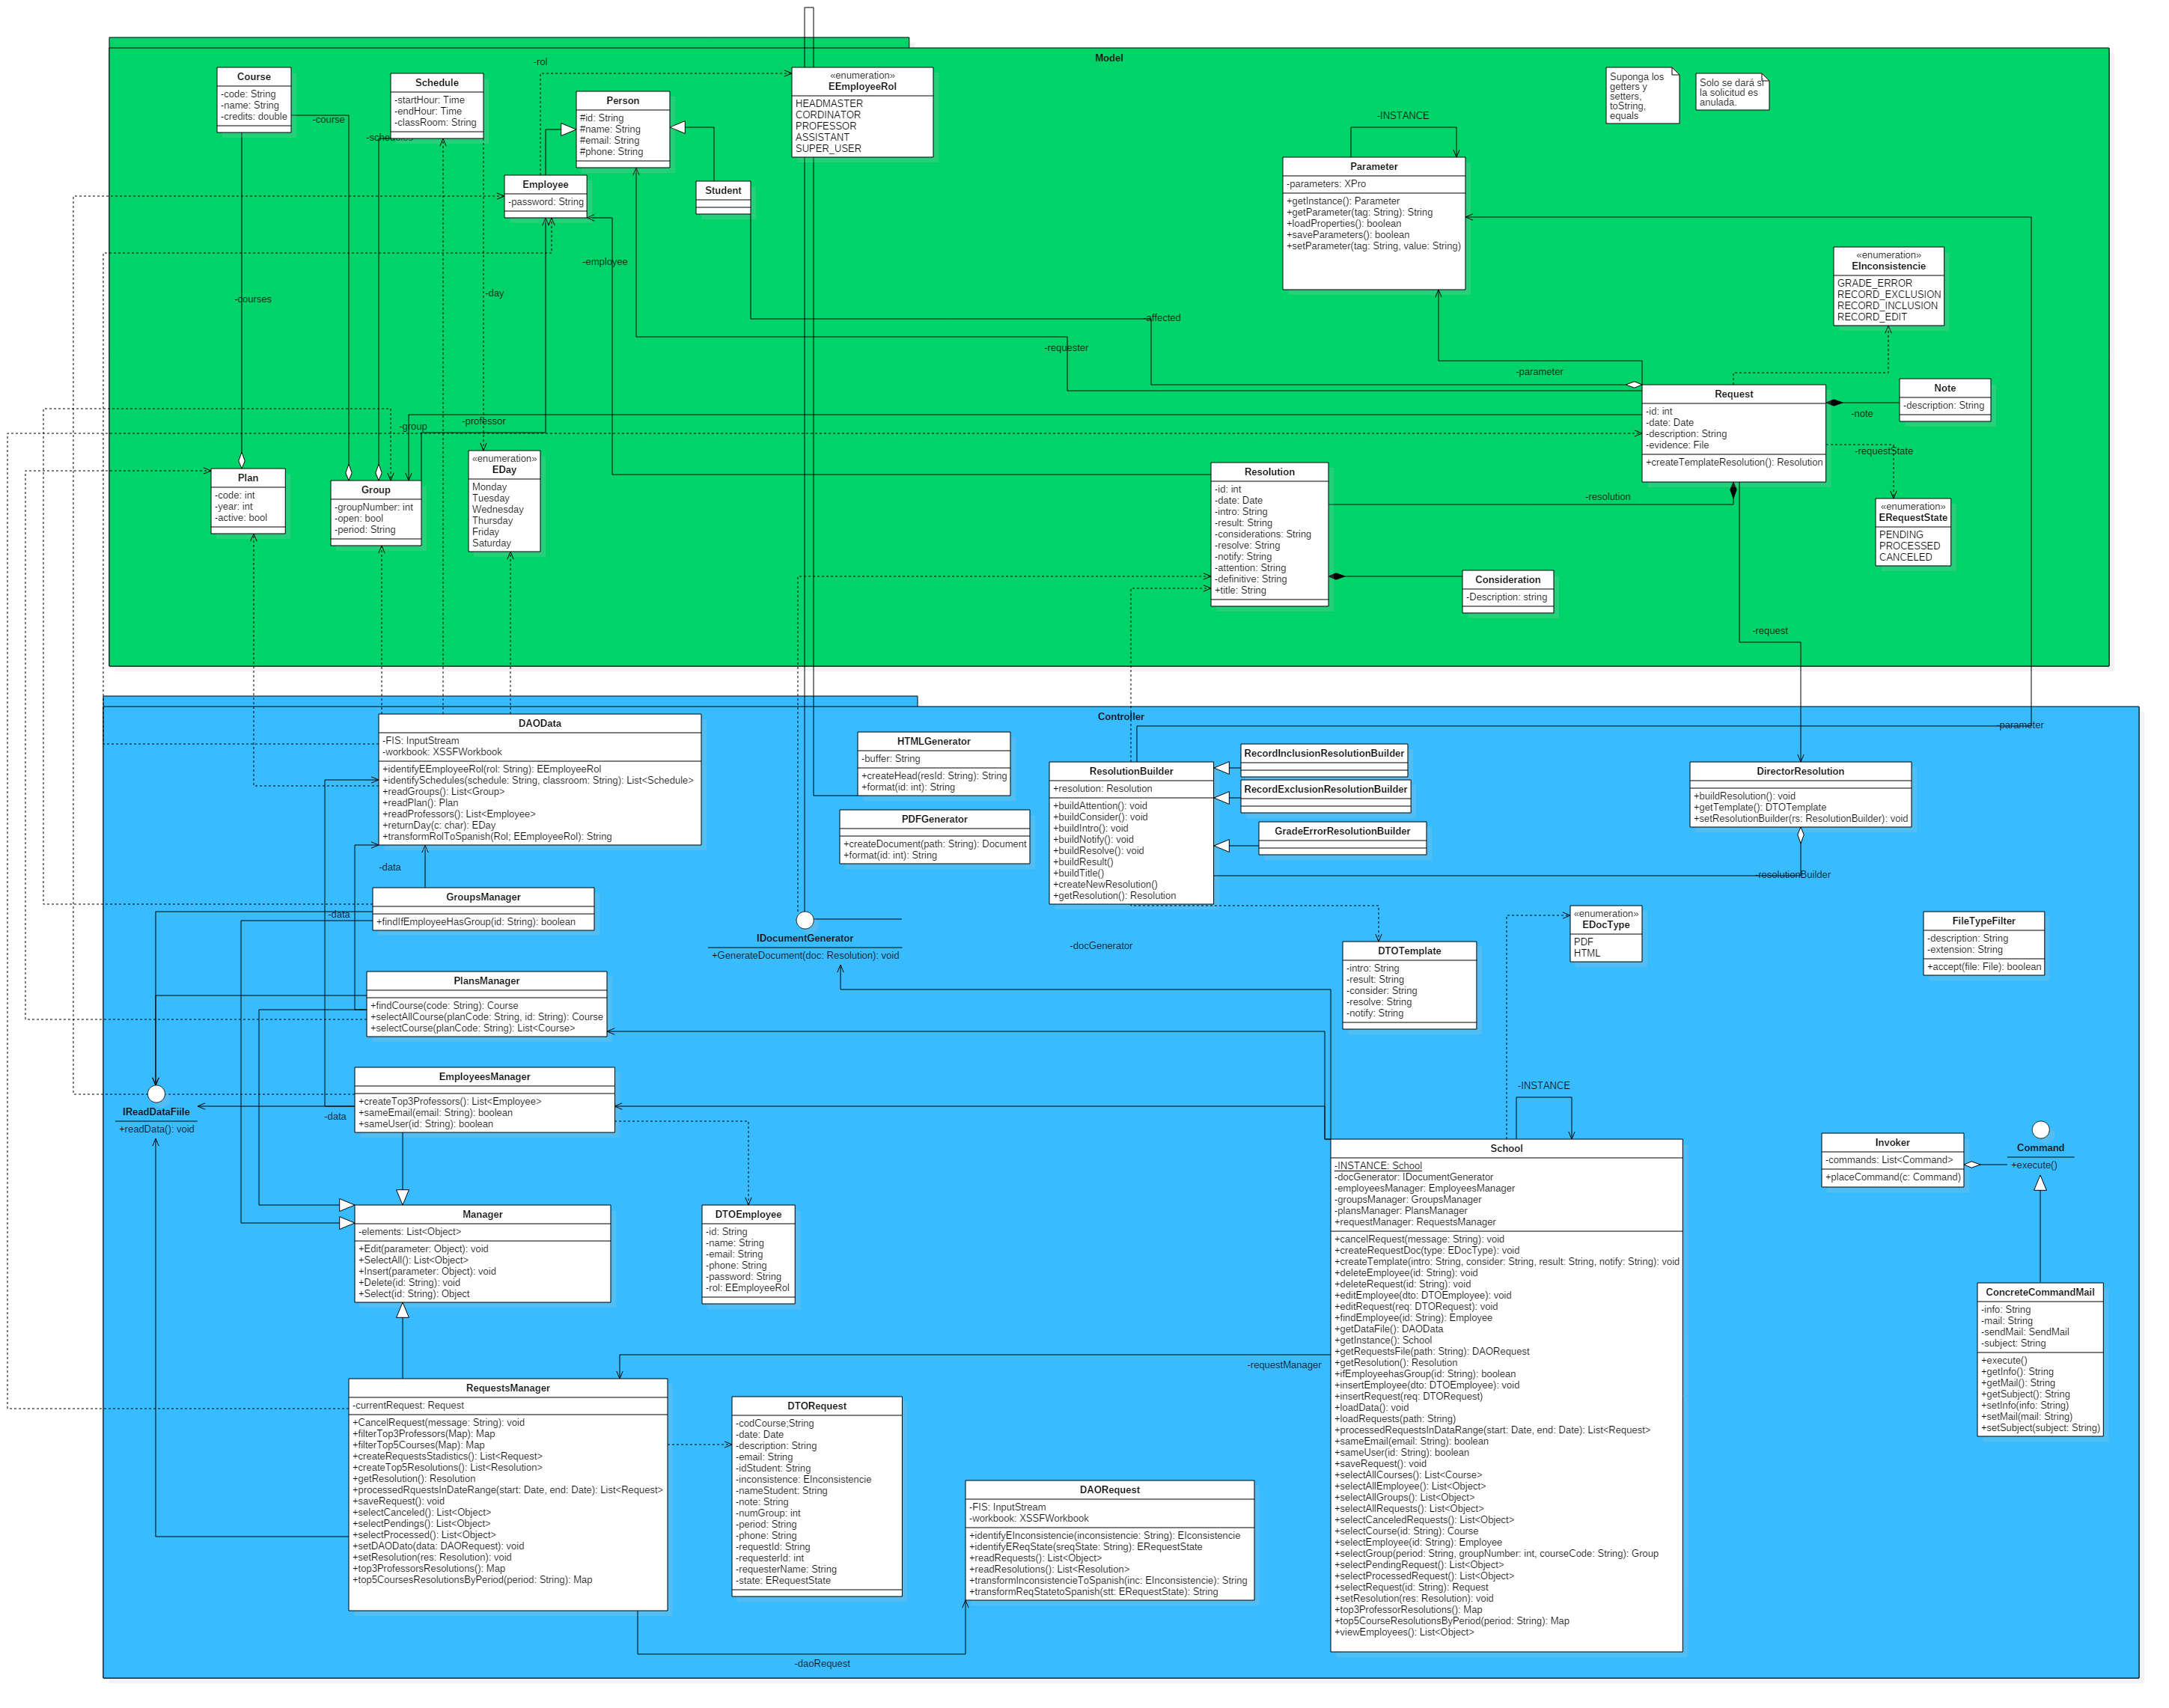 Model
Course
-code: String
-name: String
-credits: double
Schedule
-startHour: Time
-endHour: Time
-classRoom: String
-rol
Person
#id: String
#name: String
#email: String
#phone: String
«enumeration»
EEmployeeRol
HEADMASTER
CORDINATOR
PROFESSOR
ASSISTANT
SUPER_USER
Suponga los
getters y
setters,
toString,
equals
Solo se dará si
la solicitud es
anulada.
-course
-INSTANCE
Employee
-password: String
Student
Parameter
-parameters: XPro
+getInstance(): Parameter
+getParameter(tag: String): String
+loadProperties(): boolean
+saveParameters(): boolean
+setParameter(tag: String, value: String)
«enumeration»
EInconsistencie
GRADE_ERROR
RECORD_EXCLUSION
RECORD_INCLUSION
RECORD_EDIT
-employee
-courses
-day
-affected
-requester
-parameter
Request
-id: int
-date: Date
-description: String
-evidence: File
+createTemplateResolution(): Resolution
Note
-description: String
-note
-group
-professor
-requestState
Plan
-code: int
-year: int
-active: bool
Group
-groupNumber: int
-open: bool
-period: String
«enumeration»
EDay
Monday
Tuesday
Wednesday
Thursday
Friday
Saturday
Resolution
-id: int
-date: Date
-intro: String
-result: String
-considerations: String
-resolve: String
-notify: String
-attention: String
-definitive: String
+title: String
-resolution
«enumeration»
ERequestState
PENDING
PROCESSED
CANCELED
Consideration
-Description: string
-request
Controller
DAOData
-FIS: InputStream
-workbook: XSSFWorkbook
+identifyEEmployeeRol(rol: String): EEmployeeRol
+identifySchedules(schedule: String, classroom: String): List<Schedule>
+readGroups(): List<Group>
+readPlan(): Plan
+readProfessors(): List<Employee>
+returnDay(c: char): EDay
+transformRolToSpanish(Rol; EEmployeeRol): String
HTMLGenerator
-buffer: String
+createHead(resId: String): String
+format(id: int): String
PDFGenerator
+createDocument(path: String): Document
+format(id: int): String
ResolutionBuilder
+resolution: Resolution
+buildAttention(): void
+buildConsider(): void
+buildIntro(): void
+buildNotify(): void
+buildResolve(): void
+buildResult()
+buildTitle()
+createNewResolution()
+getResolution(): Resolution
RecordInclusionResolutionBuilder
RecordExclusionResolutionBuilder
GradeErrorResolutionBuilder
-parameter
DirectorResolution
+buildResolution(): void
+getTemplate(): DTOTemplate
+setResolutionBuilder(rs: ResolutionBuilder): void
-resolutionBuilder
-data
GroupsManager
+findIfEmployeeHasGroup(id: String): boolean
-data
IDocumentGenerator
+GenerateDocument(doc: Resolution): void
-docGenerator
DTOTemplate
-intro: String
-result: String
-consider: String
-resolve: String
-notify: String
«enumeration»
EDocType
PDF
HTML
FileTypeFilter
-description: String
-extension: String
+accept(file: File): boolean
PlansManager
+findCourse(code: String): Course
+selectAllCourse(planCode: String, id: String): Course
+selectCourse(planCode: String): List<Course>
EmployeesManager
+createTop3Professors(): List<Employee>
+sameEmail(email: String): boolean
+sameUser(id: String): boolean
IReadDataFiile
+readData(): void
-data
-INSTANCE
Manager
-elements: List<Object>
+Edit(parameter: Object): void
+SelectAll(): List<Object>
+Insert(parameter: Object): void
+Delete(id: String): void
+Select(id: String): Object
DTOEmployee
-id: String
-name: String
-email: String
-phone: String
-password: String
-rol: EEmployeeRol
School
-INSTANCE: School
-docGenerator: IDocumentGenerator
-employeesManager: EmployeesManager
-groupsManager: GroupsManager
-plansManager: PlansManager
+requestManager: RequestsManager
+cancelRequest(message: String): void
+createRequestDoc(type: EDocType): void
+createTemplate(intro: String, consider: String, result: String, notify: String): void
+deleteEmployee(id: String): void
+deleteRequest(id: String): void
+editEmployee(dto: DTOEmployee): void
+editRequest(req: DTORequest): void
+findEmployee(id: String): Employee
+getDataFile(): DAOData
+getInstance(): School
+getRequestsFile(path: String): DAORequest
+getResolution(): Resolution
+ifEmployeehasGroup(id: String): boolean
+insertEmployee(dto: DTOEmployee): void
+insertRequest(req: DTORequest)
+loadData(): void
+loadRequests(path: String)
+processedRequestsInDataRange(start: Date, end: Date): List<Request>
+sameEmail(email: String): boolean
+sameUser(id: String): boolean
+saveRequest(): void
+selectAllCourses(): List<Course>
+selectAllEmployee(): List<Object>
+selectAllGroups(): List<Object>
+selectAllRequests(): List<Object>
+selectCanceledRequests(): List<Object>
+selectCourse(id: String): Course
+selectEmployee(id: String): Employee
+selectGroup(period: String, groupNumber: int, courseCode: String): Group
+selectPendingRequest(): List<Object>
+selectProcessedRequest(): List<Object>
+selectRequest(id: String): Request
+setResolution(res: Resolution): void
+top3ProfessorResolutions(): Map
+top5CourseResolutionsByPeriod(period: String): Map
+viewEmployees(): List<Object>
Invoker
-commands: List<Command>
+placeCommand(c: Command)
Command
+execute()
ConcreteCommandMail
-info: String
-mail: String
-sendMail: SendMail
-subject: String
+execute()
+getInfo(): String
+getMail(): String
+getSubject(): String
+setInfo(info: String)
+setMail(mail: String)
+setSubject(subject: String)
-requestManager
RequestsManager
-currentRequest: Request
+CancelRequest(message: String): void
+filterTop3Professors(Map): Map
+filterTop5Courses(Map): Map
+createRequestsStadistics(): List<Request>
+createTop5Resolutions(): List<Resolution>
+getResolution(): Resolution
+processedRquestsInDateRange(start: Date, end: Date): List<Request>
+saveRequest(): void
+selectCanceled(): List<Object>
+selectPendings(): List<Object>
+selectProcessed(): List<Object>
+setDAODato(data: DAORequest): void
+setResolution(res: Resolution): void
+top3ProfessorsResolutions(): Map
+top5CoursesResolutionsByPeriod(period: String): Map
DTORequest
-codCourse;String
-date: Date
-description: String
-email: String
-idStudent: String
-inconsistence: EInconsistencie
-nameStudent: String
-note: String
-numGroup: int
-period: String
-phone: String
-requestId: String
-requesterId: int
-requesterName: String
-state: ERequestState
DAORequest
-FIS: InputStream
-workbook: XSSFWorkbook
+identifyEInconsistencie(inconsistencie: String): EIconsistencie
+identifyEReqState(sreqState: String): ERequestState
+readRequests(): List<Object>
+readResolutions(): List<Resolution>
+transformInconsistencieToSpanish(inc: EInconsistencie): String
+transformReqStatetoSpanish(stt: ERequestState): String
-daoRequest